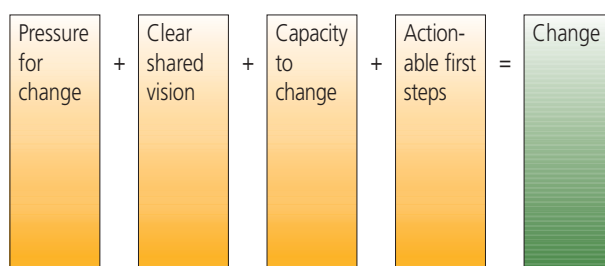 Pressure
for
change
+
Clear
shared
vision
+
Capacity
to
change
+
Action-
able first
steps
=
Change